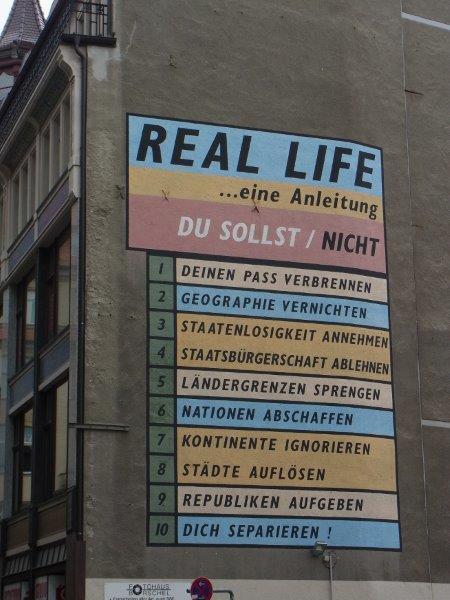 REAL LIFE
...eine Anleitung
DU SOLLST / NICHT
1 DEINEN PASS VERBRENNEN
2 GEOGRAPHIE VERNICHTEN
3 STAATENLOSIGKEIT ANNEHMEN
4 STAATSBÜRGERSCHAFT ABLEHNEN
5 LÄNDERGRENZEN SPRENGEN
6 NATIONEN ABSCHAFFEN
7 KONTINENTE IGNORIEREN
8 STÄDTE AUFLÖSEN
9 REPUBLIKEN AUFGEBEN
10 DICH SEPARIEREN !
FOTOHAUS
BORSCHEL